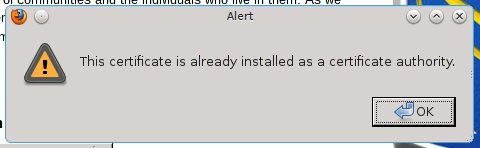 of communities and the individuals who live in them. As we
Alert
This certificate is already installed as a certificate authority.
OK